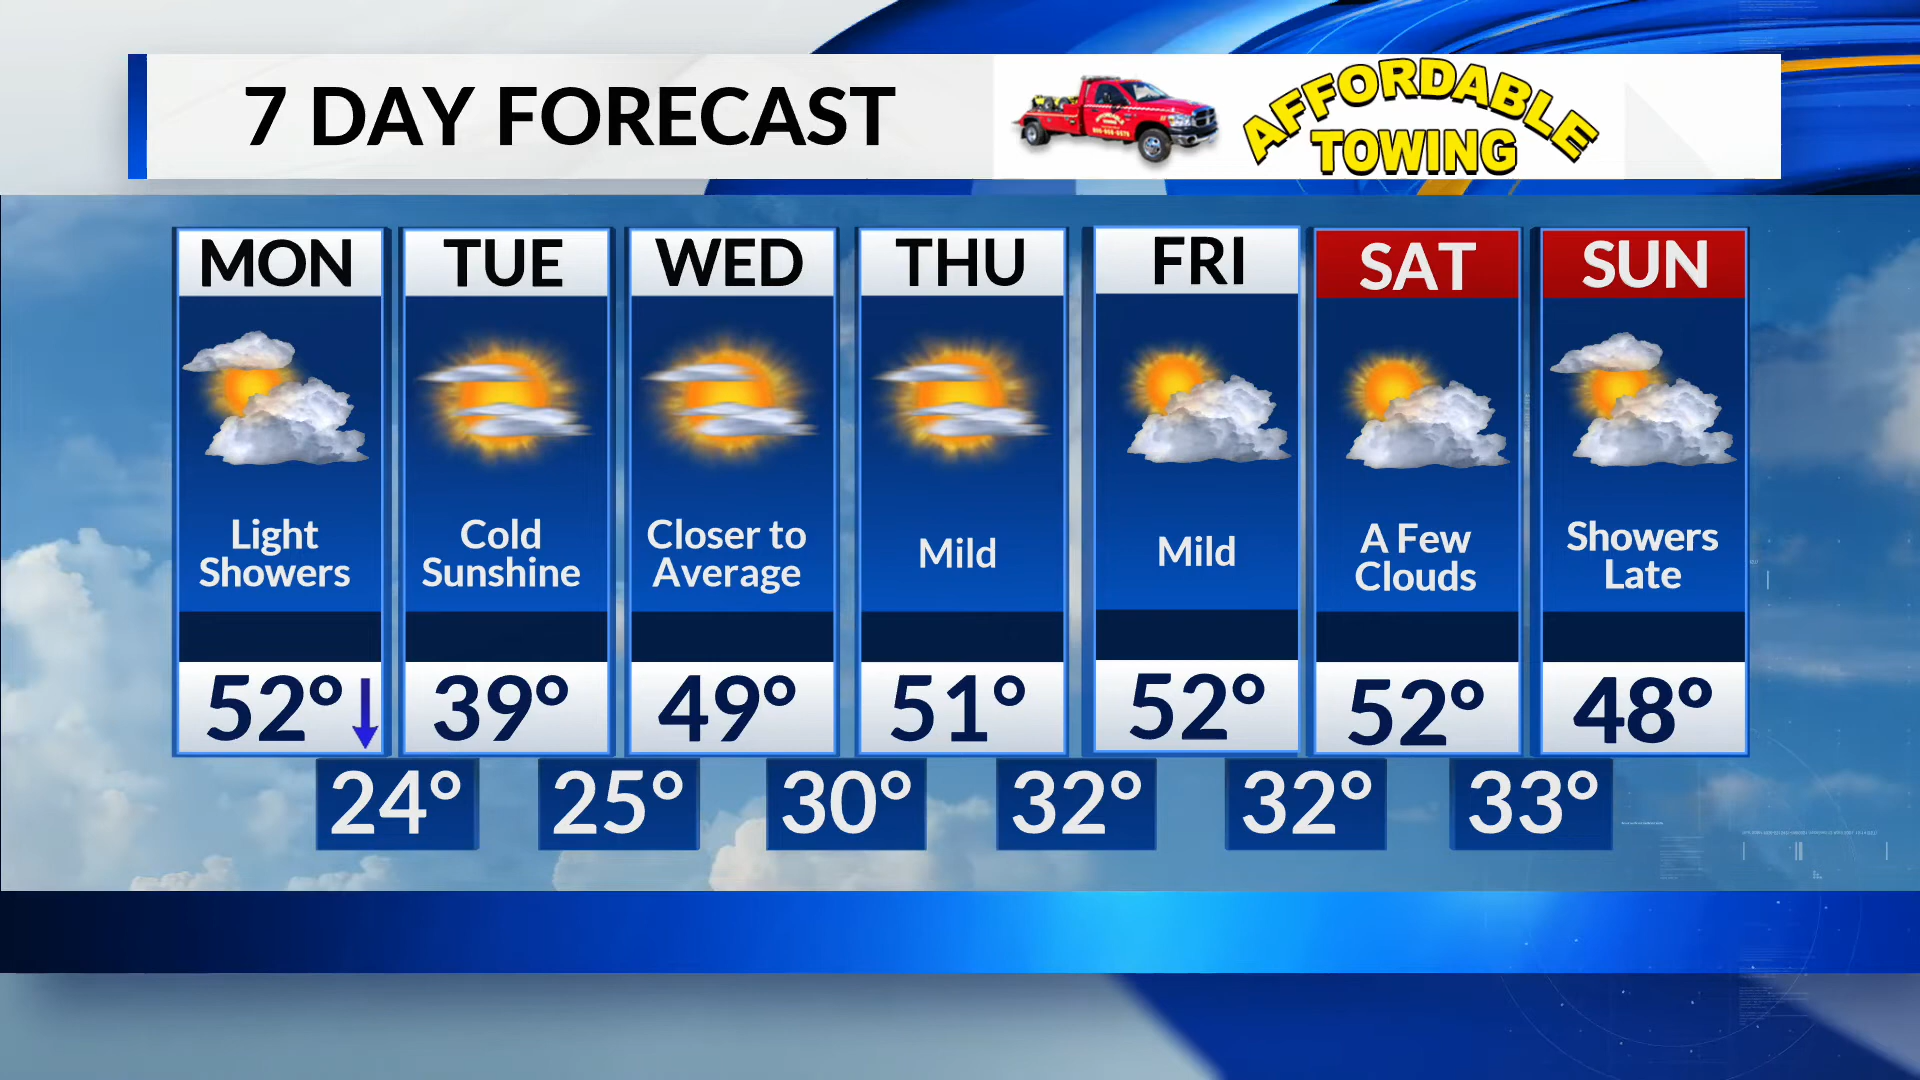 7 DAY FORECAST
AFFORDABLE
TOWING
MON
TUE
WED
THU
FRI
SAT
SUN
Light
Showers
Cold
Sunshine
Closer to
Average
Mild
Mild
A Few
Clouds
Showers
Late
52°
39°
49°
51°
52°
52°
48°
24°
25°
30°
32°
32°
33°